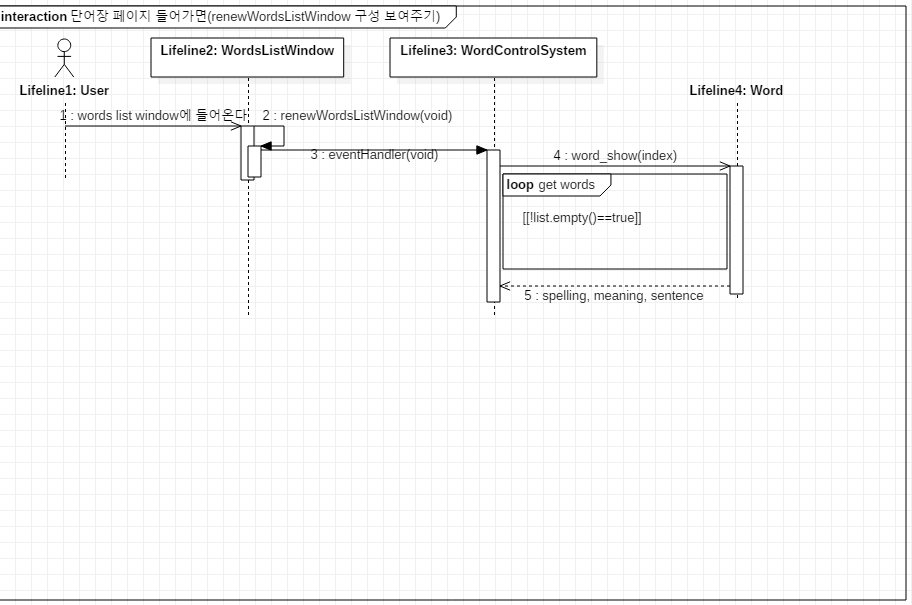 interaction 단어장 페이지 들어가면(renewWordsListWindow 구성 보여주기)
Lifeline2: WordsListWindow
Lifeline3: WordControlSystem
Lifeline1: User
Lifeline4: Word
1 : words list window에 들어온다
2 : renewWordsListWindow(void)
3 : eventHandler(void)
4 : word_show(index)
loop get words
[[!list.empty()==true]]
5 : spelling, meaning, sentence